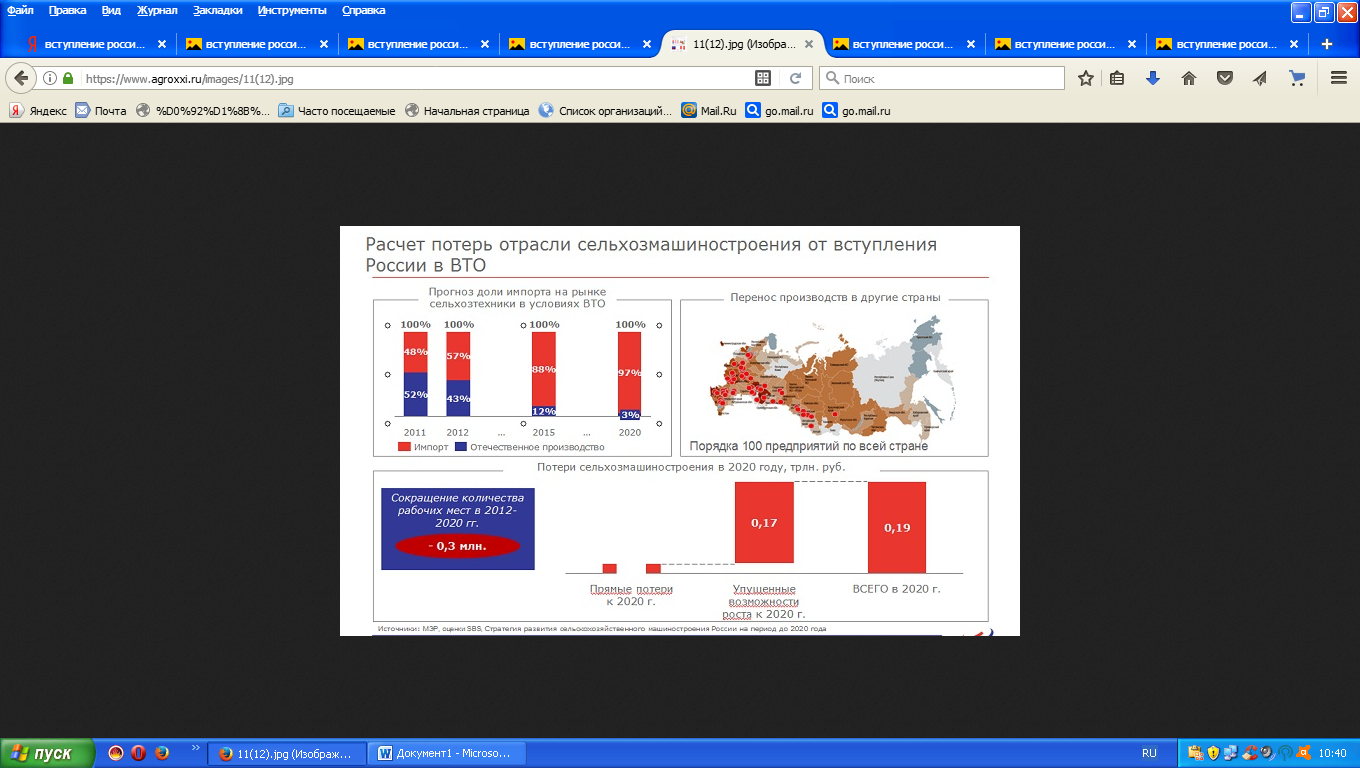 Файл Правка Вид Журнал Закладки Инструменты Справка
вступление росси...
вступление росси...
вступление росси...
вступление росси...
11(12).jpg (Изобра...
вступление росси...
вступление росси...
вступление росси...
https://www.agroxxi.ru/images/11(12).jpg
Поиск
Яндекс
Почта
%D0%92%D1%8B%...
Часто посещаемые
Начальная страница
Список организаций...
Mail.Ru
go.mail.ru
go.mail.ru
Расчет потерь отрасли сельхозмашиностроения от вступления
России в ВТО
Прогноз доли импорта на рынке
сельхозтехники в условиях ВТО
100% 100% 100% 100%
48% 57% 88% 97%
52% 43% 12% 3%
2011 2012 ... 2015 ... 2020
Импорт Отечественное производство
Перенос производств в другие страны
Порядка 100 предприятий по всей стране
Потери сельхозмашиностроения в 2020 году, трлн. руб.
Сокращение количества
рабочих мест в 2012-
2020 гг.
- 0,3 млн.
0,17
0,19
Прямые потери
к 2020 г.
Упущенные
возможности
роста к 2020 г.
ВСЕГО в 2020 г.
Источники: МЭР, оценки SBS, Стратегия развития сельскохозяйственного машиностроения России на период до 2020 года
пуск
11(12).jpg (Изображ...
Документ1 - Microso...
RU
10:40